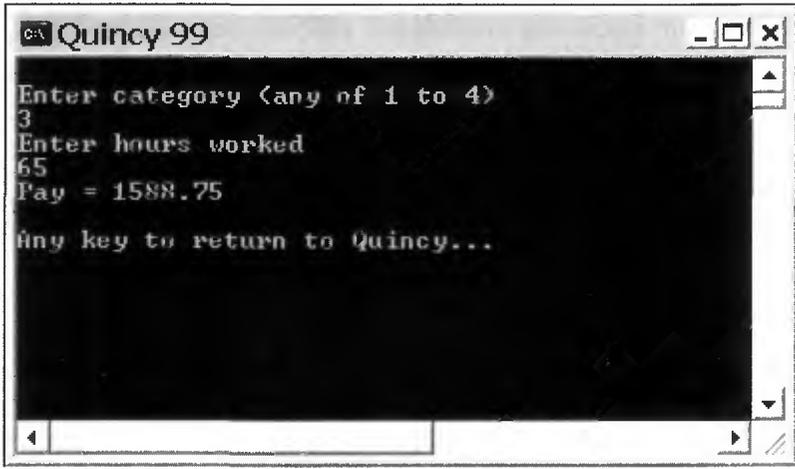 Quincy 99
Enter category (any of 1 to 4)
3
Enter hours worked
65
Pay = 1588.75
Any key to return to Quincy...